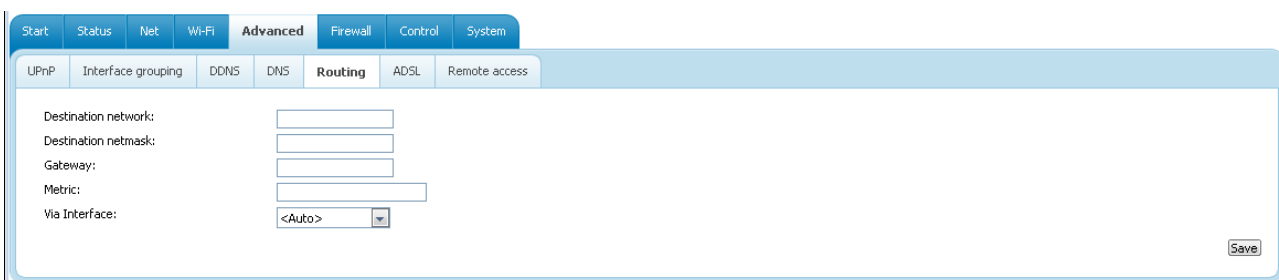 Start Status Net Wi-Fi Advanced Firewall Control System
UPnP Interface grouping DDNS DNS Routing ADSL Remote access
Destination network:
Destination netmask:
Gateway:
Metric:
Via Interface: <Auto>
Save